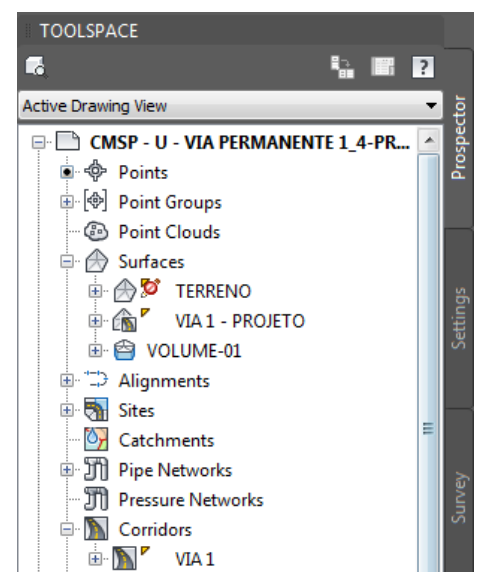 TOOLSPACE
?
Active Drawing View
CMSP - U - VIA PERMANENTE 1_4-PR...
Points
Point Groups
Point Clouds
Surfaces
TERRENO
VIA 1 - PROJETO
VOLUME-01
Alignments
Sites
Catchments
Pipe Networks
Pressure Networks
Corridors
VIA 1
Prospector
Settings
Survey